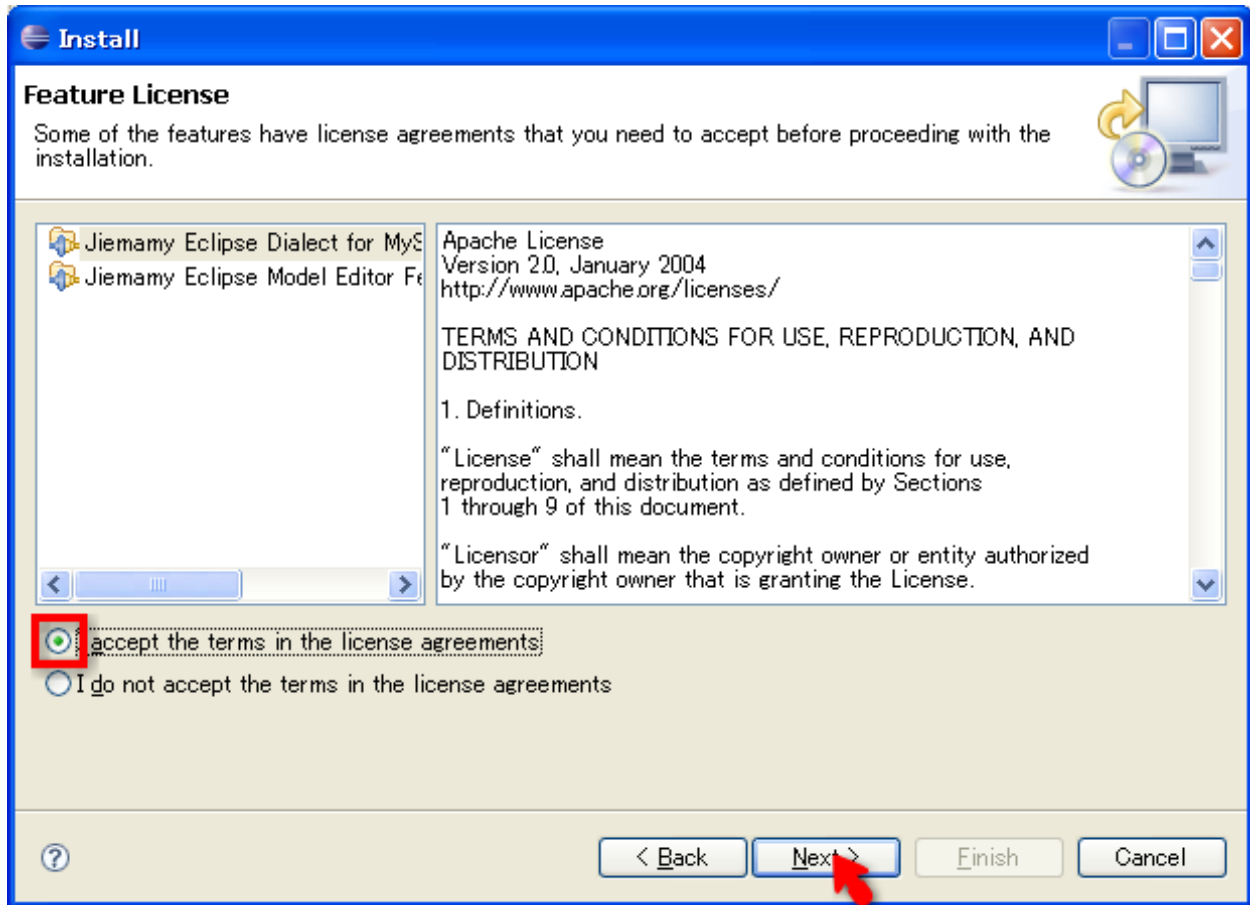 Install
Feature License
Some of the features have license agreements that you need to accept before proceeding with the
installation.
Jiemamy Eclipse Dialect for MyS
Jiemamy Eclipse Model Editor Fe
Apache License
Version 2.0, January 2004
http://www.apache.org/licenses/
TERMS AND CONDITIONS FOR USE, REPRODUCTION, AND
DISTRIBUTION
1. Definitions.
"License" shall mean the terms and conditions for use,
reproduction, and distribution as defined by Sections
1 through 9 of this document.
"Licensor" shall mean the copyright owner or entity authorized
by the copyright owner that is granting the License.
I accept the terms in the license agreements
I do not accept the terms in the license agreements
? < Back Next > Finish Cancel